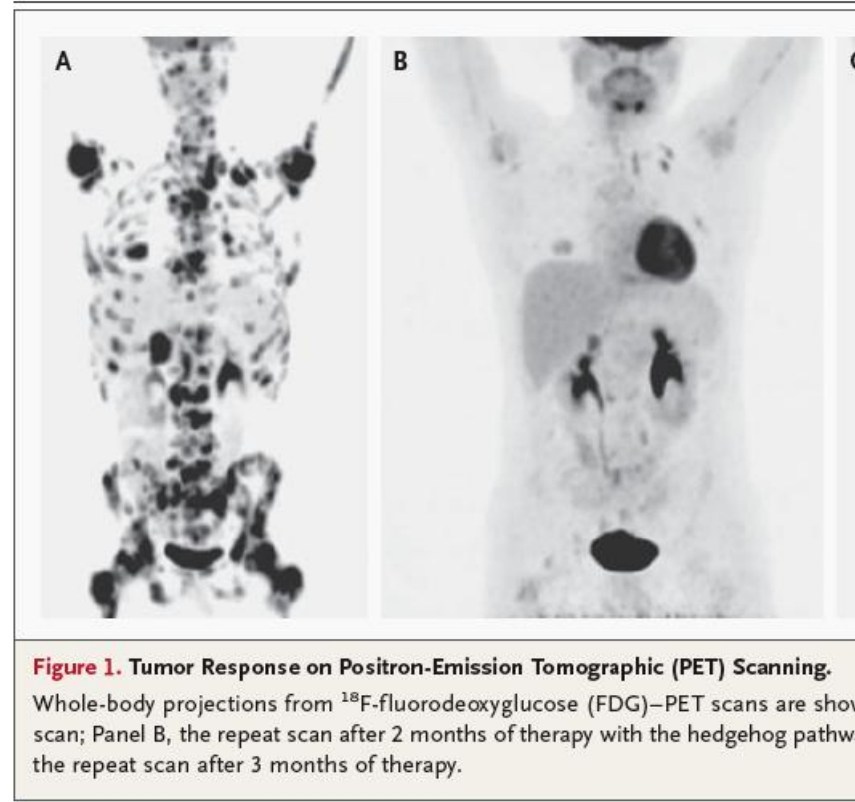 A
B
Figure 1. Tumor Response on Positron-Emission Tomographic (PET) Scanning.
Whole-body projections from ¹⁸F-fluorodeoxyglucose (FDG)–PET scans are
scan; Panel B, the repeat scan after 2 months of therapy with the hedgehog
the repeat scan after 3 months of therapy.